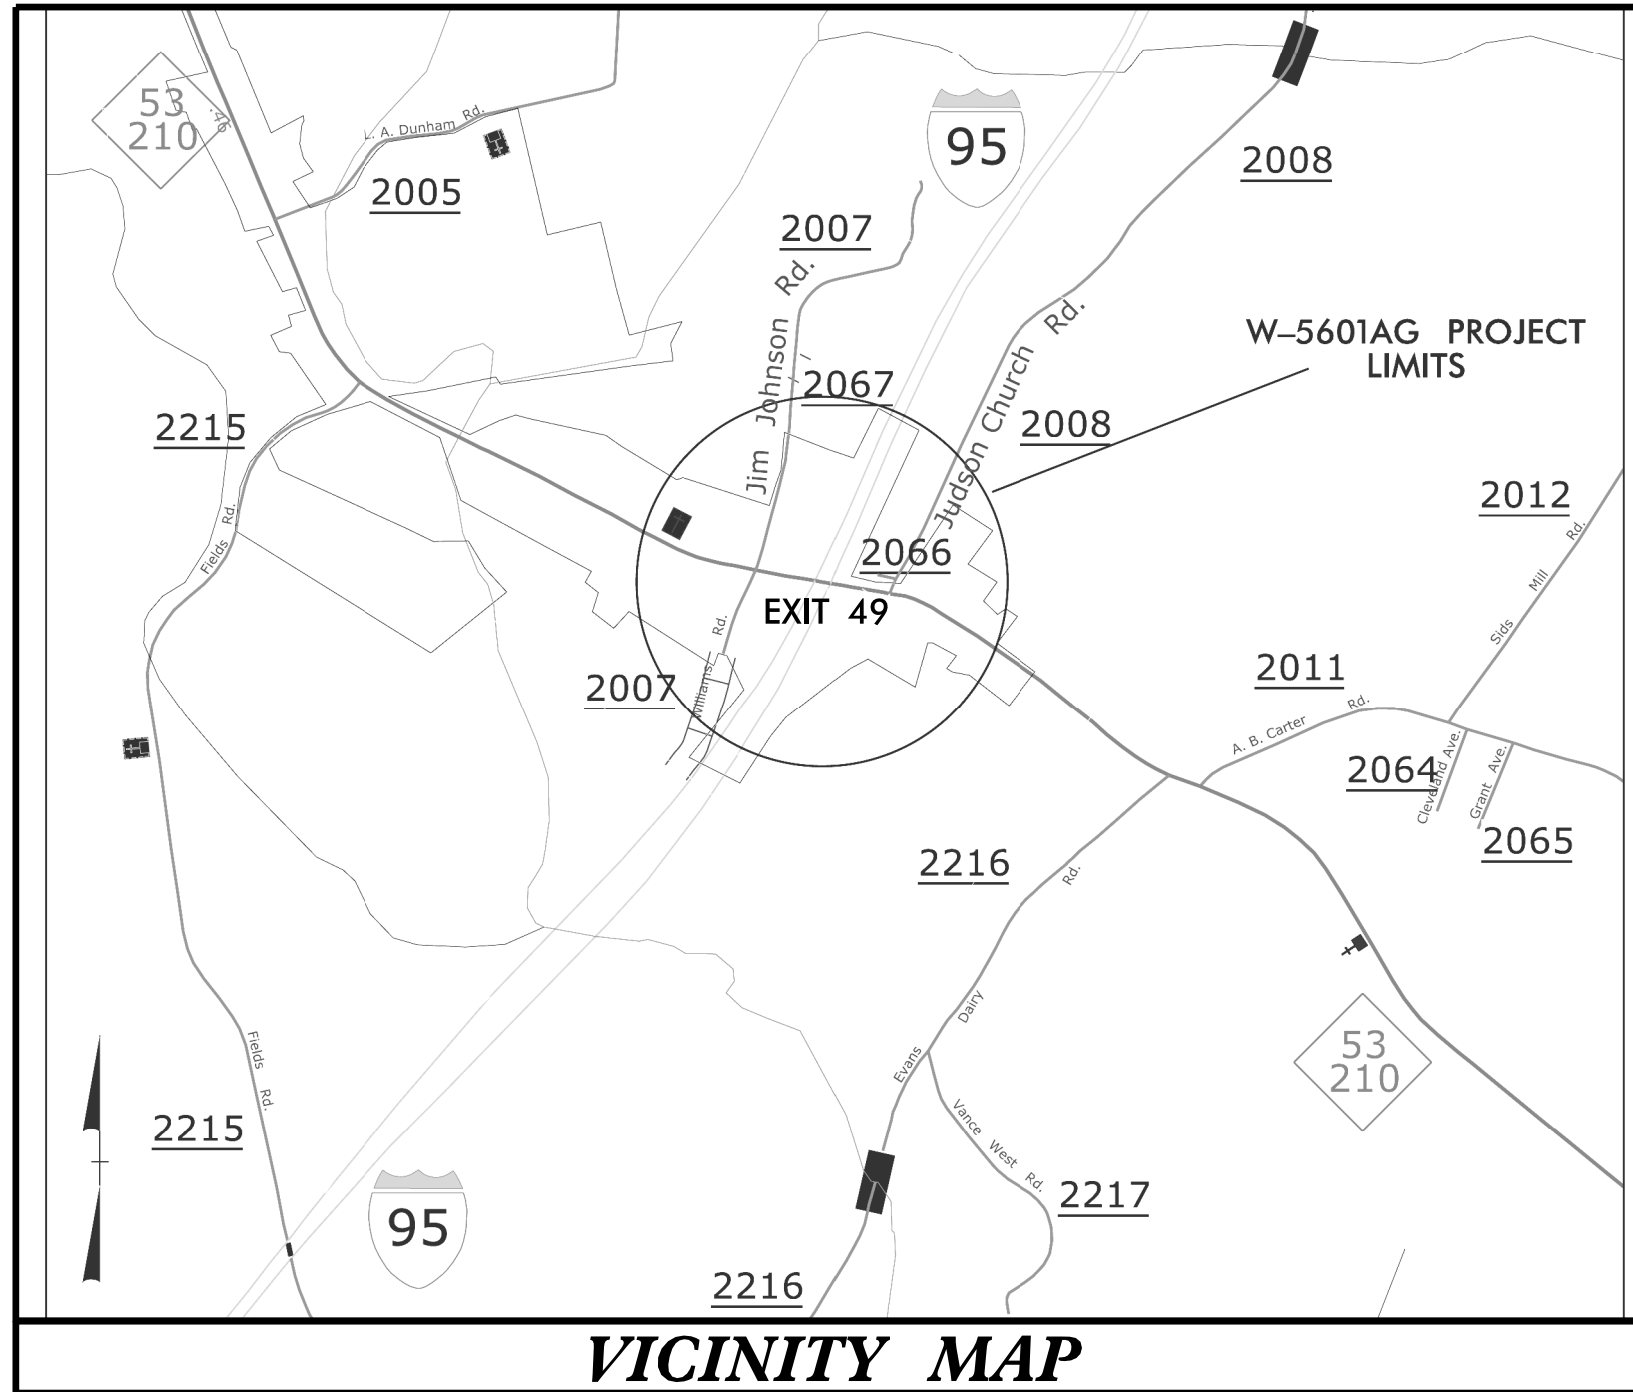 53
210
.46
L. A. Dunham Rd.
2005
95
2008
2007
Jim Johnson Rd.
2067
Judson Church Rd.
2008
W–5601AG PROJECT
LIMITS
2215
Fields Rd.
2012
Sids Mill Rd.
2066
EXIT 49
2007
Williams Rd.
2011
A. B. Carter Rd.
2064
Cleveland Ave.
Grant Ave.
2065
2216
Evans Dairy Rd.
53
210
Fields Rd.
2215
Vance West Rd.
2217
95
2216
VICINITY MAP